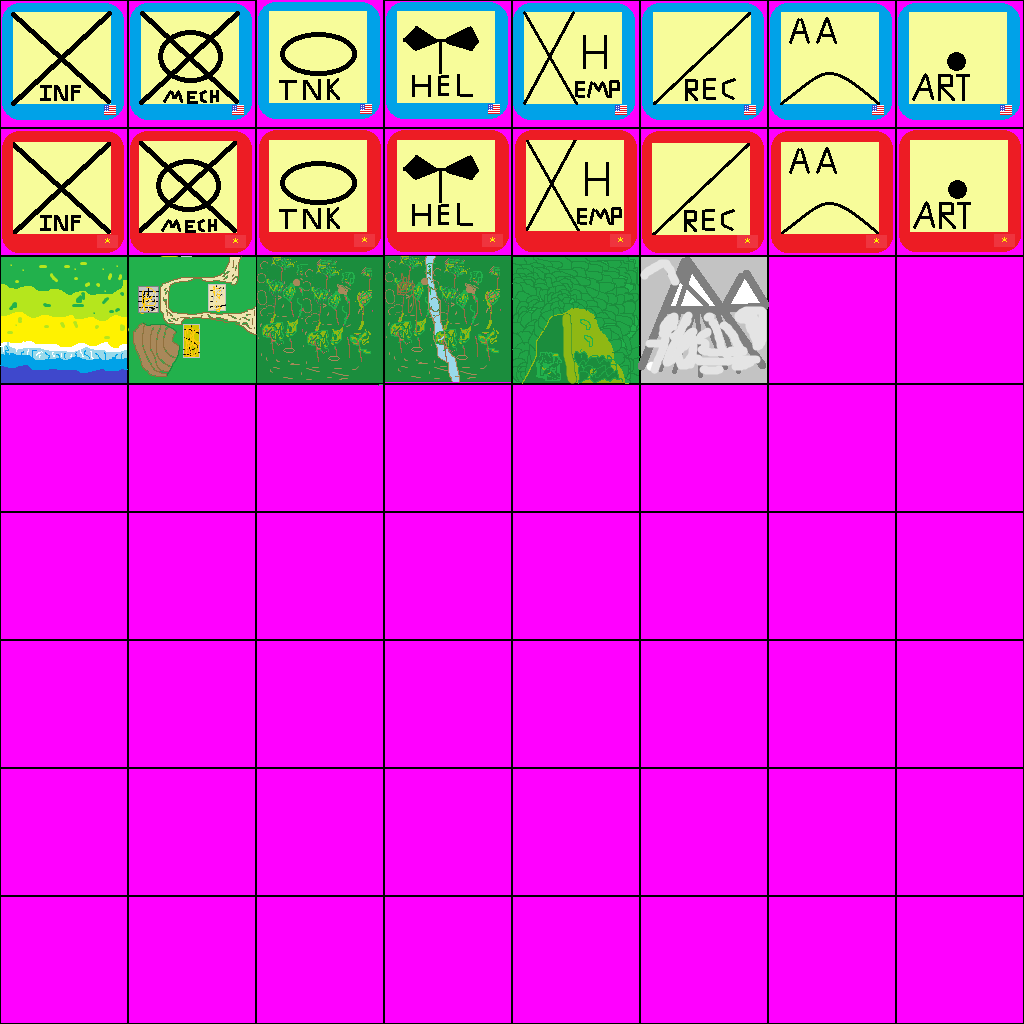 INF
MECH
TNK
HEL
H
EMP
REC
AA
ART
INF
MECH
TNK
HEL
H
EMP
REC
AA
ART